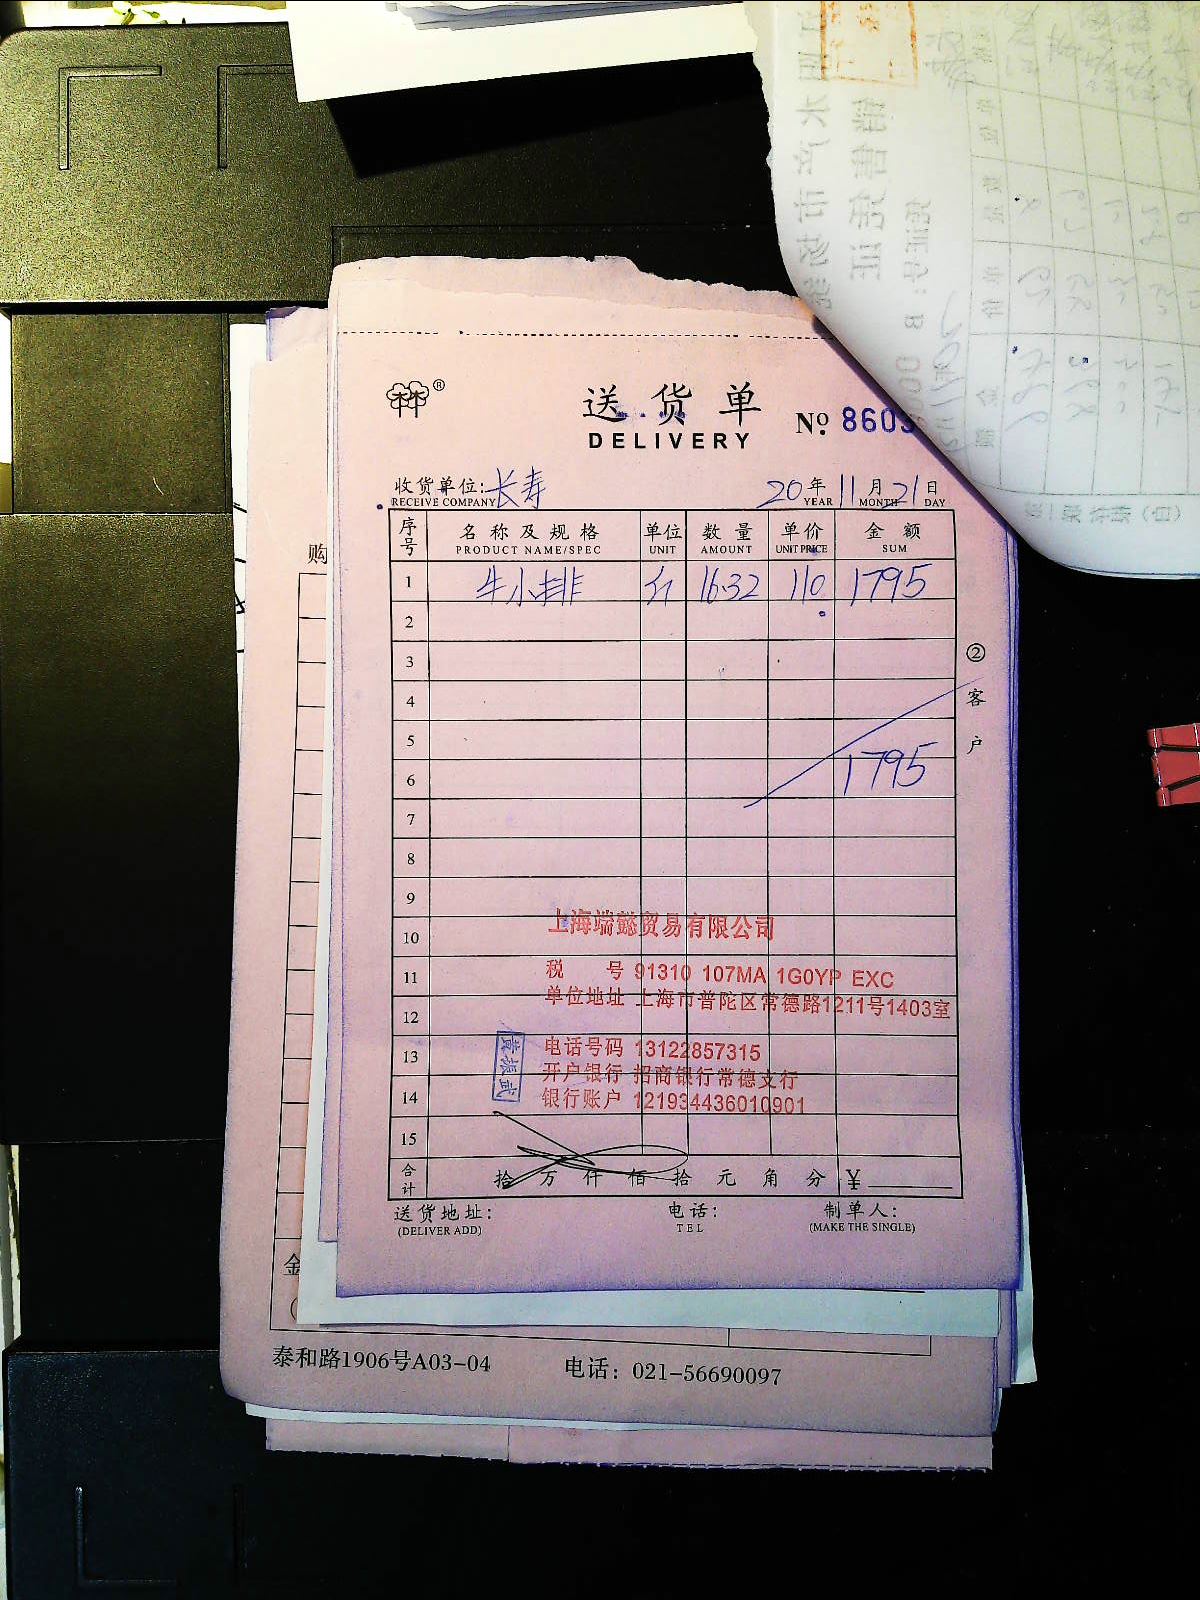 ®
送货单
DELIVERY
№ 8603
收货单位: 长寿
RECEIVE COMPANY
20年11月21日
YEAR MONTH DAY
序号 名称及规格 单位 数量 单价 金额
PRODUCT NAME/SPEC UNIT AMOUNT UNIT PRICE SUM
1 牛小排 斤 16.32 110 1795
2
3
4
5
6 1795
7
8
9
10
11
12
13
14
15
②客户
上海端懿贸易有限公司
税 号 91310 107MA 1G0YP EXC
单位地址 上海市普陀区常德路1211号1403室
电话号码 13122857315
开户银行 招商银行常德支行
银行账户 121934436010901
黄振武
合计 拾万仟佰拾元角分 ¥
送货地址: 电话: 制单人:
(DELIVER ADD) TEL (MAKE THE SINGLE)
购
金
泰和路1906号A03-04 电话: 021-56690097